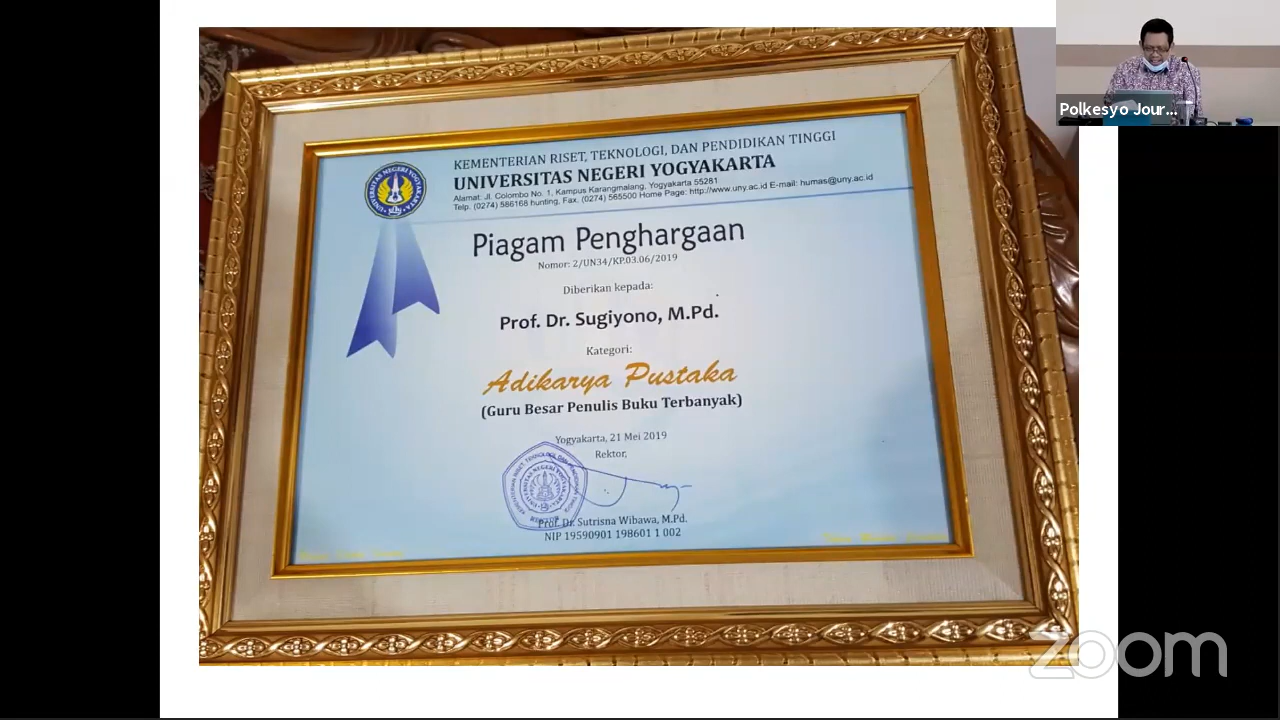 KEMENTERIAN RISET, TEKNOLOGI, DAN PENDIDIKAN TINGGI
UNIVERSITAS NEGERI YOGYAKARTA
Alamat: Jl. Colombo No. 1, Kampus Karangmalang, Yogyakarta 55281
Telp. (0274) 586168 hunting, Fax. (0274) 565500 Home Page: http://www.uny.ac.id E-mail: humas@uny.ac.id
UNIVERSITAS NEGERI YOGYAKARTA
Piagam Penghargaan
Nomor: 2/UN34/KP.03.06/2019
Diberikan kepada:
Prof. Dr. Sugiyono, M.Pd.
Kategori:
Adikarya Pustaka
(Guru Besar Penulis Buku Terbanyak)
Yogyakarta, 21 Mei 2019
Rektor,
Prof. Dr. Sutrisna Wibawa, M.Pd.
NIP 19590901 198601 1 002
Polkesyo Jour...
zoom